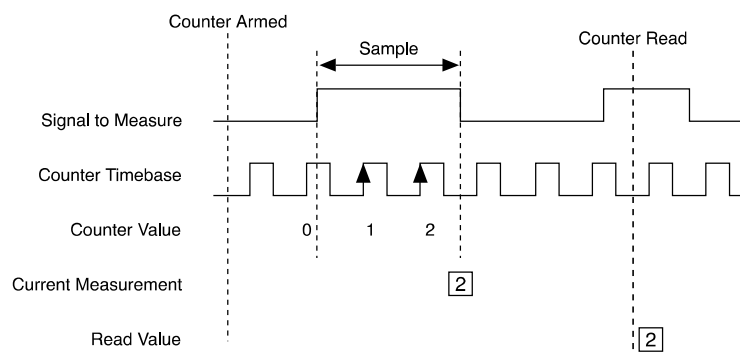 Counter Armed
Sample
Counter Read
Signal to Measure
Counter Timebase
Counter Value 0 1 2
Current Measurement 2
Read Value 2